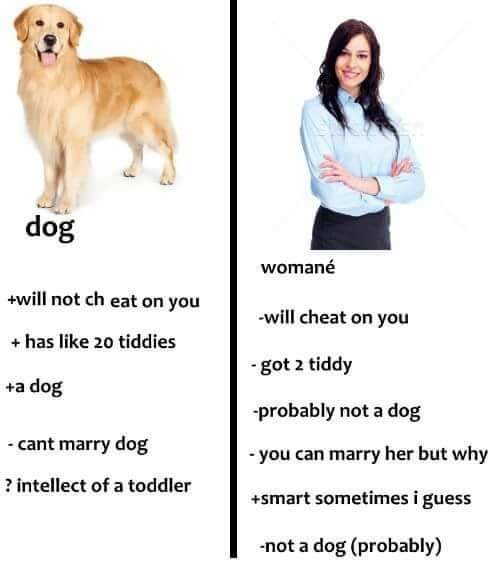 dog
+will not ch eat on you
+ has like 20 tiddies
+a dog
- cant marry dog
? intellect of a toddler
womané
-will cheat on you
- got 2 tiddy
-probably not a dog
- you can marry her but why
+smart sometimes i guess
-not a dog (probably)